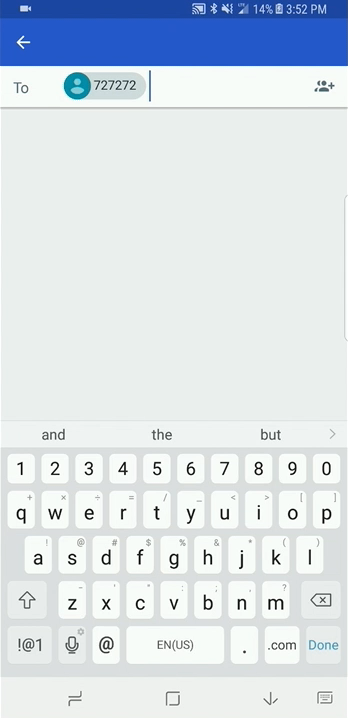 14% 3:52 PM
To 727272
and the but
1 2 3 4 5 6 7 8 9 0
+ × ÷ = / _ < > [ ]
q w e r t y u i o p
! @ # $ % & * ( )
a s d f g h j k l
- ' " : ; , ?
z x c v b n m
!@1 @ EN(US) . .com Done